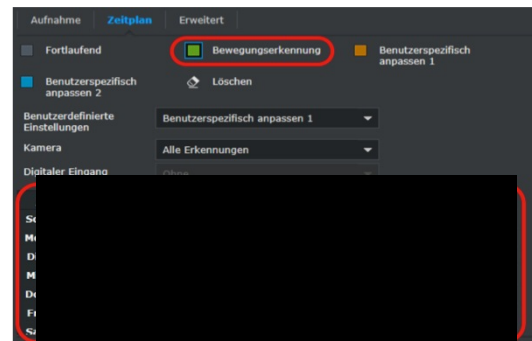 Aufnahme Zeitplan Erweitert
Fortlaufend Bewegungserkennung Benutzerspezifisch
anpassen 1
Benutzerspezifisch Löschen
anpassen 2
Benutzerdefinierte
Einstellungen Benutzerspezifisch anpassen 1
Kamera Alle Erkennungen
Digitaler Eingang Ohne